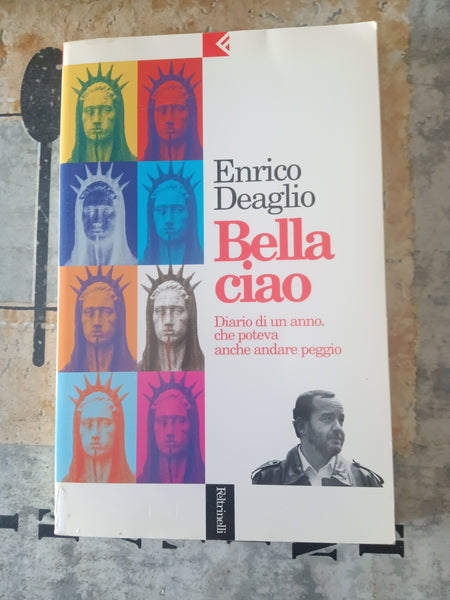 Enrico
Deaglio
Bella
ciao
Diario di un anno,
che poteva
anche andare peggio
Feltrinelli